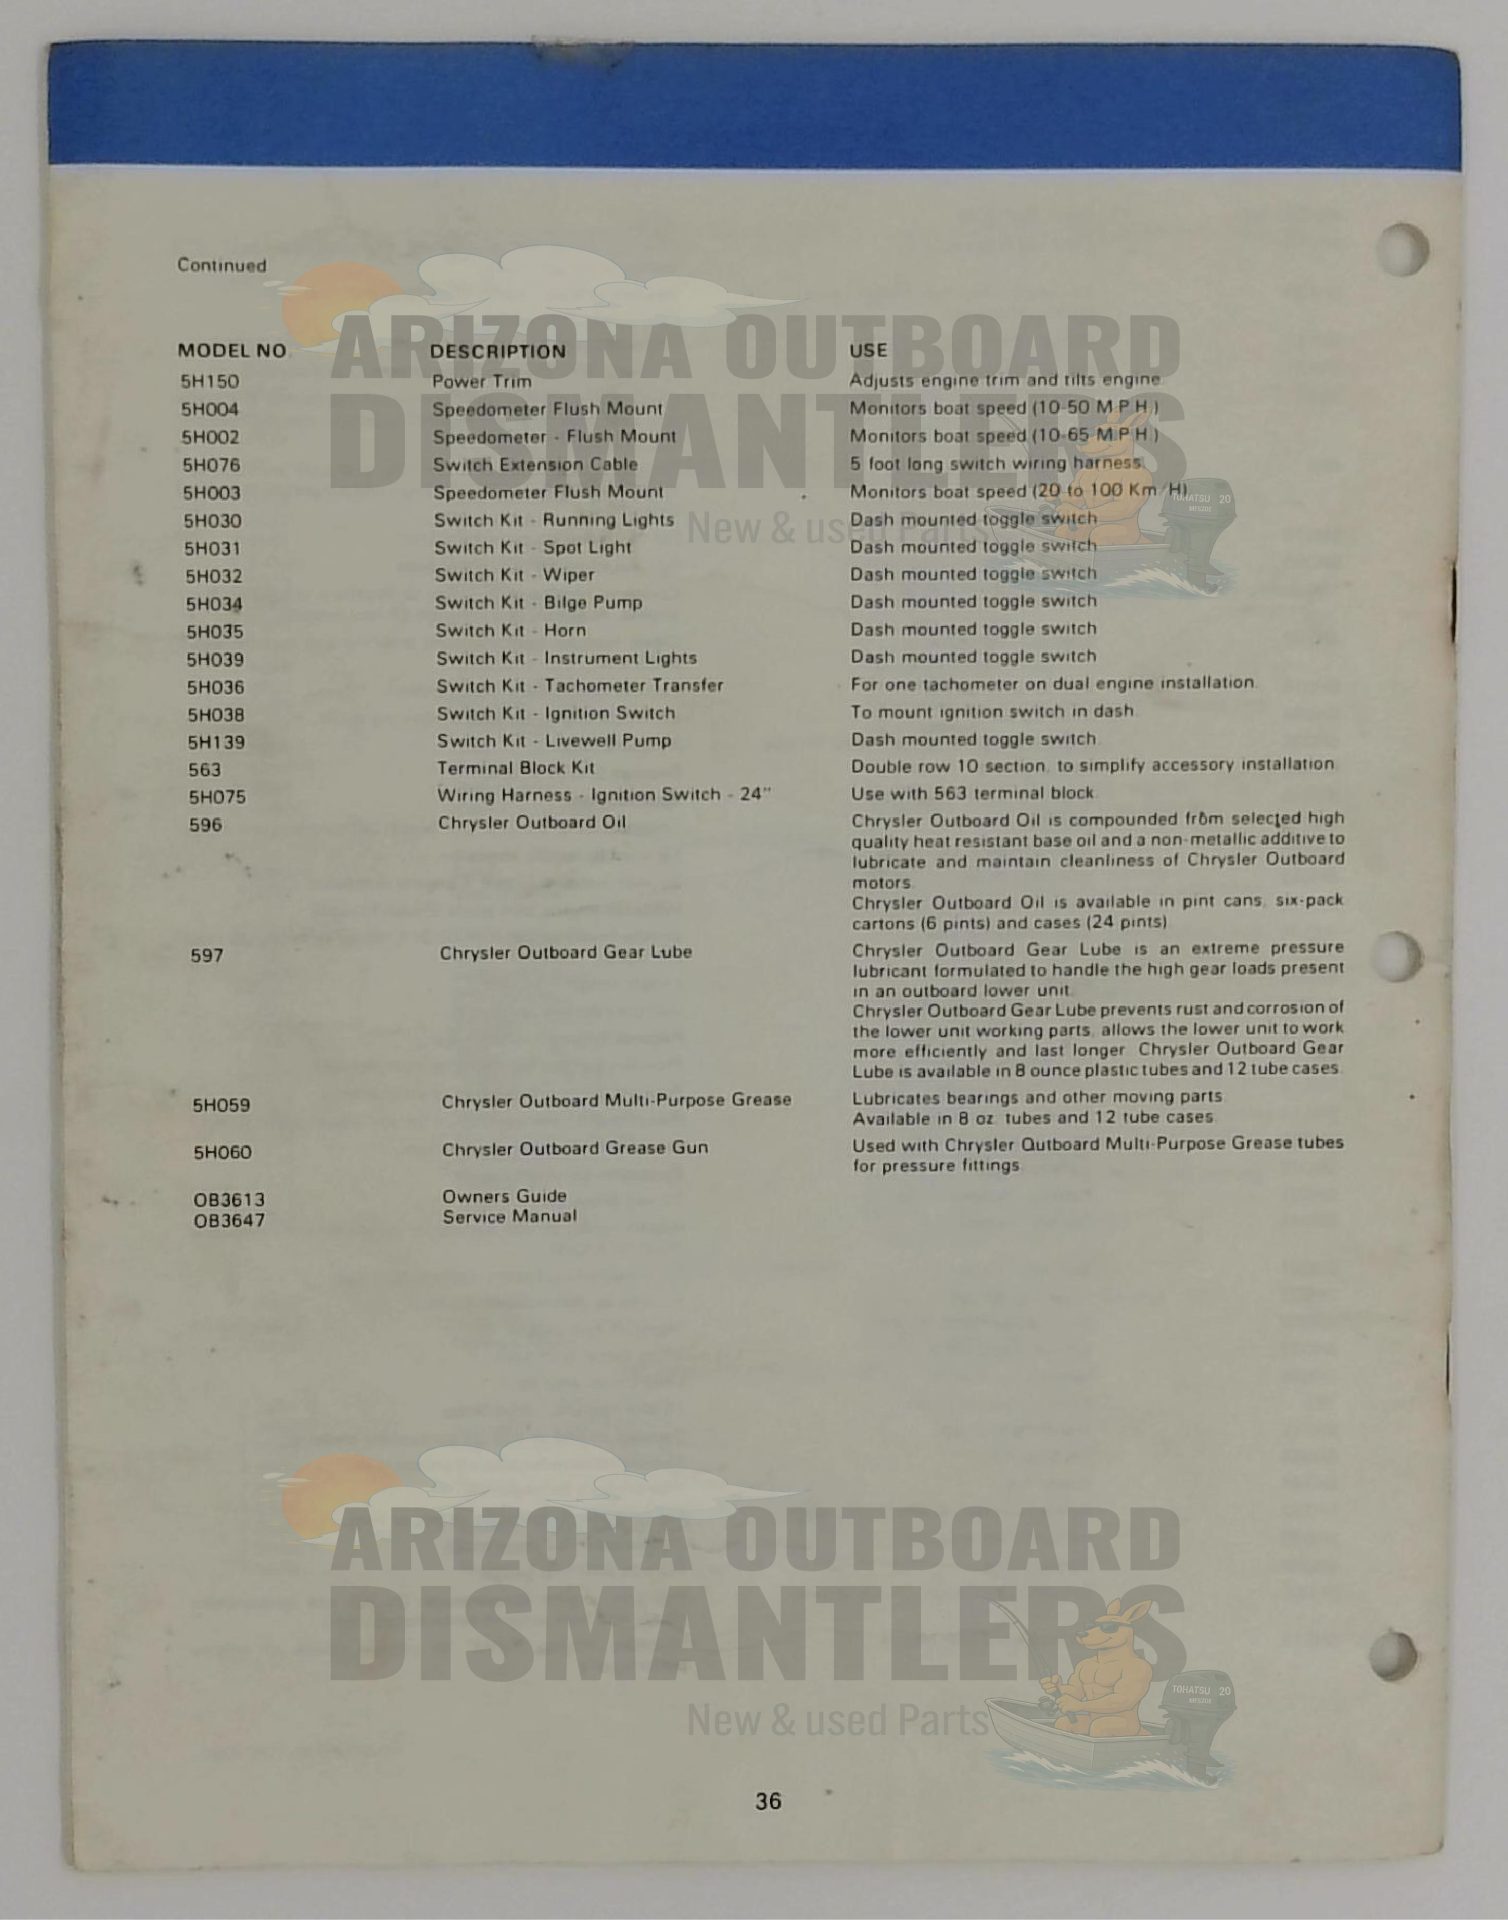 Continued
MODEL NO. DESCRIPTION USE
5H150 Power Trim Adjusts engine trim and tilts engine.
5H004 Speedometer Flush Mount Monitors boat speed (10-50 M.P.H.)
5H002 Speedometer - Flush Mount Monitors boat speed (10-65 M.P.H.)
5H076 Switch Extension Cable 5 foot long switch wiring harness.
5H003 Speedometer Flush Mount Monitors boat speed (20 to 100 Km/H)
5H030 Switch Kit - Running Lights Dash mounted toggle switch
5H031 Switch Kit - Spot Light Dash mounted toggle switch
5H032 Switch Kit - Wiper Dash mounted toggle switch
5H034 Switch Kit - Bilge Pump Dash mounted toggle switch
5H035 Switch Kit - Horn Dash mounted toggle switch
5H039 Switch Kit - Instrument Lights Dash mounted toggle switch
5H036 Switch Kit - Tachometer Transfer For one tachometer on dual engine installation.
5H038 Switch Kit - Ignition Switch To mount ignition switch in dash.
5H139 Switch Kit - Livewell Pump Dash mounted toggle switch.
563 Terminal Block Kit Double row 10 section, to simplify accessory installation.
5H075 Wiring Harness - Ignition Switch - 24" Use with 563 terminal block.
596 Chrysler Outboard Oil Chrysler Outboard Oil is compounded from selected high
quality heat resistant base oil and a non-metallic additive to
lubricate and maintain cleanliness of Chrysler Outboard
motors.
Chrysler Outboard Oil is available in pint cans, six-pack
cartons (6 pints) and cases (24 pints).
597 Chrysler Outboard Gear Lube Chrysler Outboard Gear Lube is an extreme pressure
lubricant formulated to handle the high gear loads present
in an outboard lower unit.
Chrysler Outboard Gear Lube prevents rust and corrosion of
the lower unit working parts, allows the lower unit to work
more efficiently and last longer. Chrysler Outboard Gear
Lube is available in 8 ounce plastic tubes and 12 tube cases.
5H059 Chrysler Outboard Multi-Purpose Grease Lubricates bearings and other moving parts.
Available in 8 oz. tubes and 12 tube cases.
5H060 Chrysler Outboard Grease Gun Used with Chrysler Outboard Multi-Purpose Grease tubes
for pressure fittings.
OB3613 Owners Guide
OB3647 Service Manual
36
ARIZONA OUTBOARD
DISMANTLERS
New & used Parts
TOHATSU 20
ARIZONA OUTBOARD
DISMANTLERS
New & used Parts
TOHATSU 20